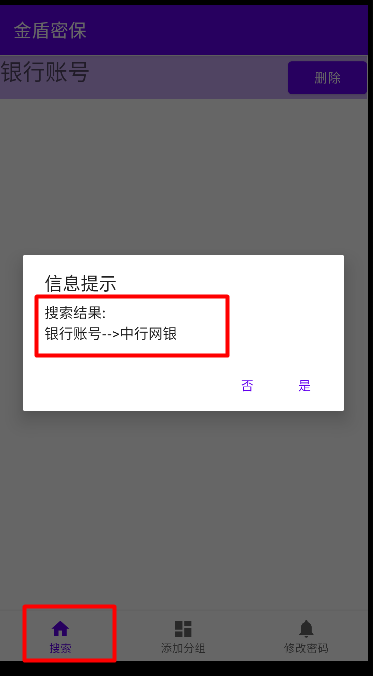 金盾密保
银行账号
删除
信息提示
搜索结果:
银行账号-->中行网银
否
是
搜索
添加分组
修改密码